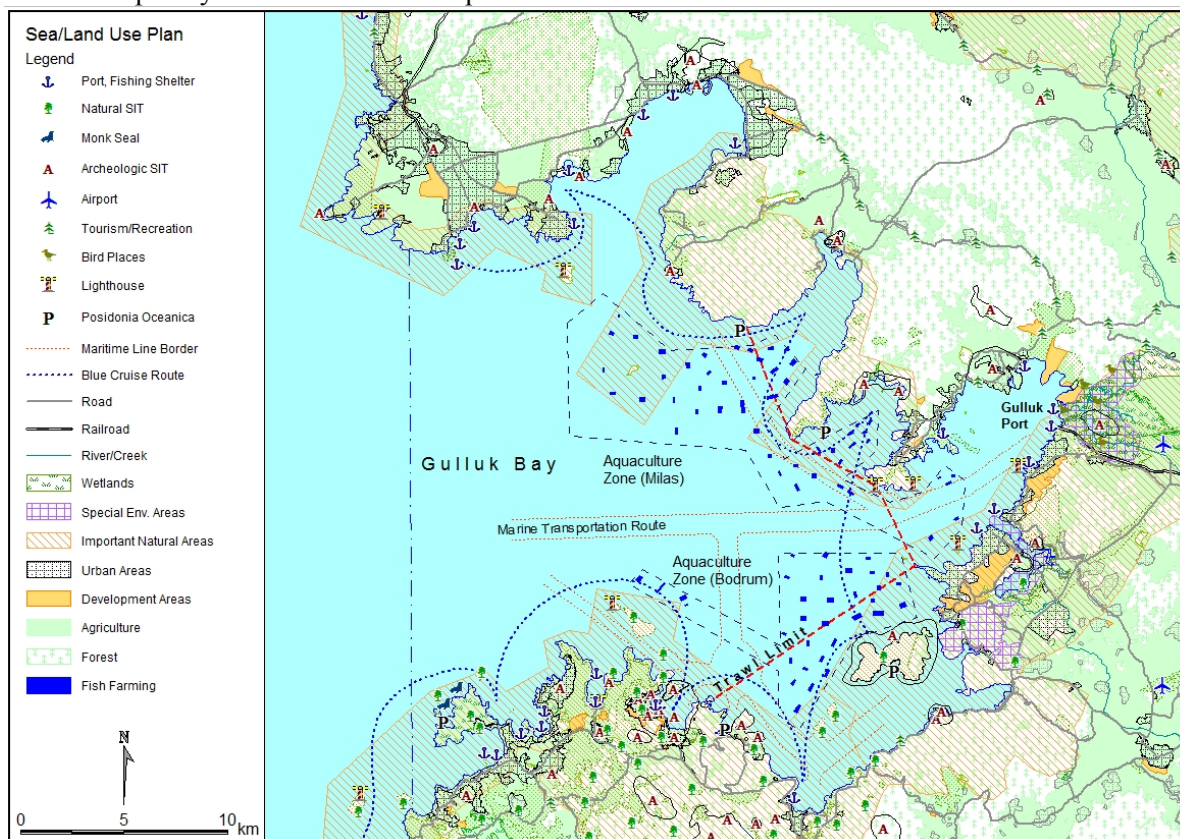 Sea/Land Use Plan
Legend
Port, Fishing Shelter
Natural SIT
Monk Seal
A Archeologic SIT
Airport
Tourism/Recreation
Bird Places
Lighthouse
P Posidonia Oceanica
Maritime Line Border
Blue Cruise Route
Road
Railroad
River/Creek
Wetlands
Special Env. Areas
Important Natural Areas
Urban Areas
Development Areas
Agriculture
Forest
Fish Farming
N
0 5 10 km
P
P
Gulluk
Port
Gulluk Bay
Aquaculture
Zone (Milas)
Marine Transportation Route
Aquaculture
Zone (Bodrum)
Trawl Limit
P
P
P